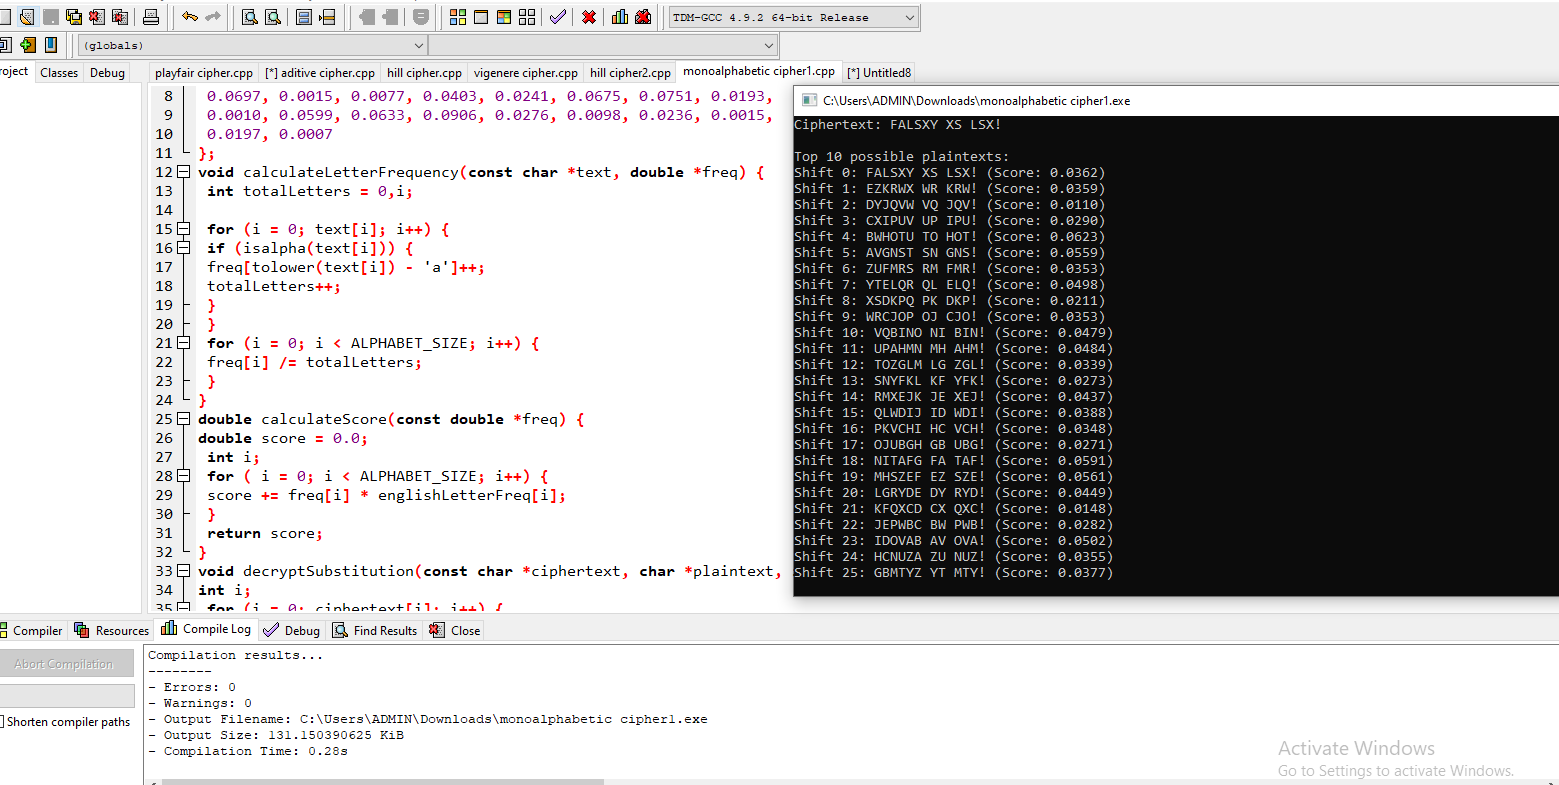 TDM-GCC 4.9.2 64-bit Release
(globals)
roject Classes Debug
playfair cipher.cpp [*] aditive cipher.cpp hill cipher.cpp vigenere cipher.cpp hill cipher2.cpp monoalphabetic cipher1.cpp [*] Untitled8
8 0.0697, 0.0015, 0.0077, 0.0403, 0.0241, 0.0675, 0.0751, 0.0193,
9 0.0010, 0.0599, 0.0633, 0.0906, 0.0276, 0.0098, 0.0236, 0.0015,
10 0.0197, 0.0007
11 };
12 void calculateLetterFrequency(const char *text, double *freq) {
13 int totalLetters = 0,i;
14
15 for (i = 0; text[i]; i++) {
16 if (isalpha(text[i])) {
17 freq[tolower(text[i]) - 'a']++;
18 totalLetters++;
19 }
20 }
21 for (i = 0; i < ALPHABET_SIZE; i++) {
22 freq[i] /= totalLetters;
23 }
24 }
25 double calculateScore(const double *freq) {
26 double score = 0.0;
27 int i;
28 for ( i = 0; i < ALPHABET_SIZE; i++) {
29 score += freq[i] * englishLetterFreq[i];
30 }
31 return score;
32 }
33 void decryptSubstitution(const char *ciphertext, char *plaintext,
34 int i;
35 for (i = 0; ciphertext[i]; i++) {
C:\Users\ADMIN\Downloads\monoalphabetic cipher1.exe
Ciphertext: FALSXY XS LSX!
Top 10 possible plaintexts:
Shift 0: FALSXY XS LSX! (Score: 0.0362)
Shift 1: EZKRWX WR KRW! (Score: 0.0359)
Shift 2: DYJQVW VQ JQV! (Score: 0.0110)
Shift 3: CXIPUV UP IPU! (Score: 0.0290)
Shift 4: BWHOTU TO HOT! (Score: 0.0623)
Shift 5: AVGNST SN GNS! (Score: 0.0559)
Shift 6: ZUFMRS RM FMR! (Score: 0.0353)
Shift 7: YTELQR QL ELQ! (Score: 0.0498)
Shift 8: XSDKPQ PK DKP! (Score: 0.0211)
Shift 9: WRCJOP OJ CJO! (Score: 0.0353)
Shift 10: VQBINO NI BIN! (Score: 0.0479)
Shift 11: UPAHMN MH AHM! (Score: 0.0484)
Shift 12: TOZGLM LG ZGL! (Score: 0.0339)
Shift 13: SNYFKL KF YFK! (Score: 0.0273)
Shift 14: RMXEJK JE XEJ! (Score: 0.0437)
Shift 15: QLWDIJ ID WDI! (Score: 0.0388)
Shift 16: PKVCHI HC VCH! (Score: 0.0348)
Shift 17: OJUBGH GB UBG! (Score: 0.0271)
Shift 18: NITAFG FA TAF! (Score: 0.0591)
Shift 19: MHSZEF EZ SZE! (Score: 0.0561)
Shift 20: LGRYDE DY RYD! (Score: 0.0449)
Shift 21: KFQXCD CX QXC! (Score: 0.0148)
Shift 22: JEPWBC BW PWB! (Score: 0.0282)
Shift 23: IDOVAB AV OVA! (Score: 0.0502)
Shift 24: HCNUZA ZU NUZ! (Score: 0.0355)
Shift 25: GBMTYZ YT MTY! (Score: 0.0377)
Compiler Resources Compile Log Debug Find Results Close
Abort Compilation
Shorten compiler paths
Compilation results...
--------
- Errors: 0
- Warnings: 0
- Output Filename: C:\Users\ADMIN\Downloads\monoalphabetic cipher1.exe
- Output Size: 131.150390625 KiB
- Compilation Time: 0.28s
Activate Windows
Go to Settings to activate Windows.